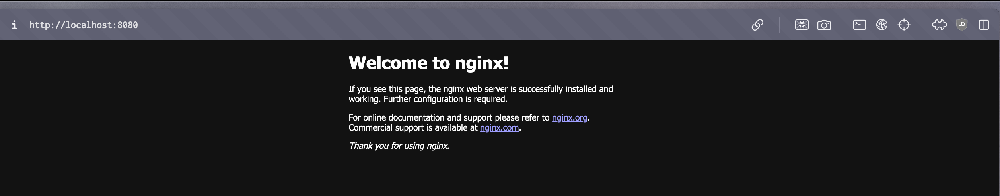 http://localhost:8080
Welcome to nginx!
If you see this page, the nginx web server is successfully installed and
working. Further configuration is required.
For online documentation and support please refer to nginx.org.
Commercial support is available at nginx.com.
Thank you for using nginx.